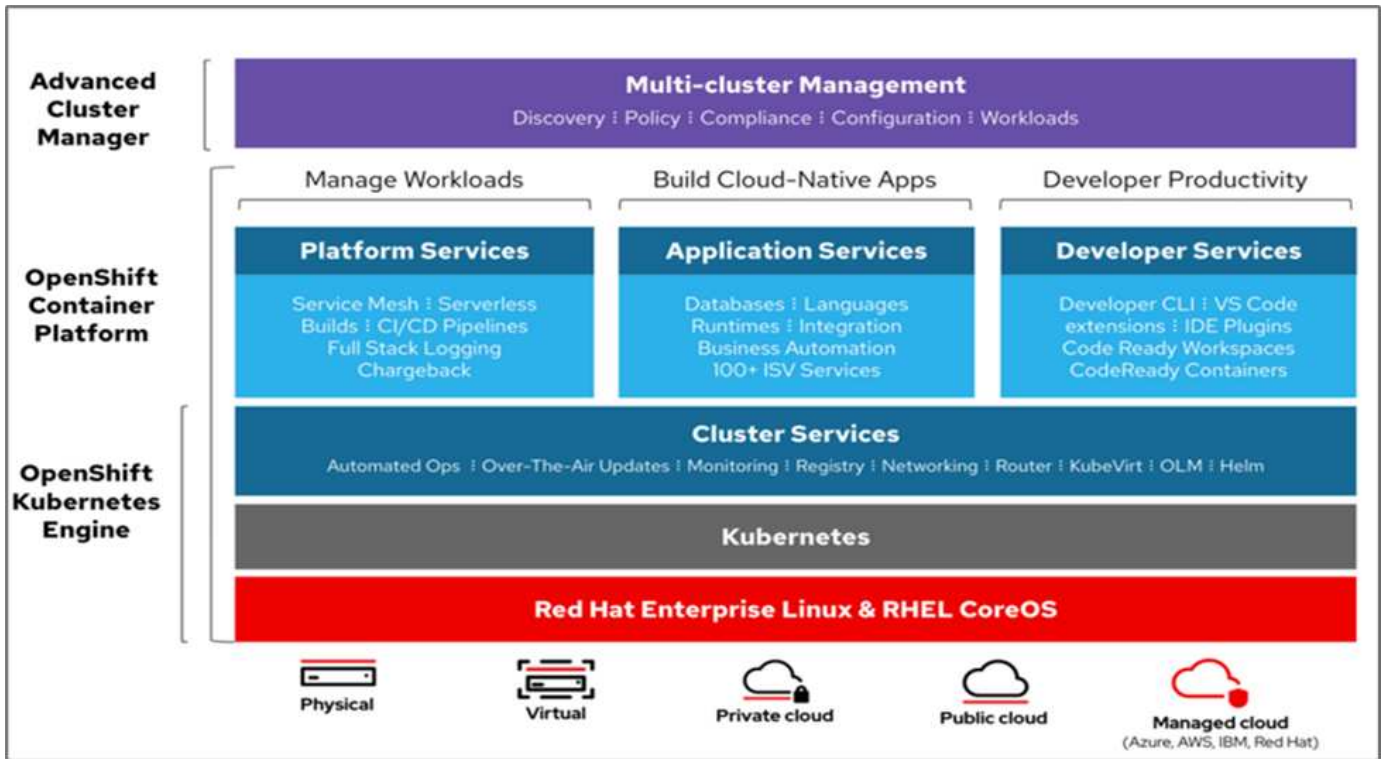 Advanced
Cluster
Manager
Multi-cluster Management
Discovery ⁝ Policy ⁝ Compliance ⁝ Configuration ⁝ Workloads
Manage Workloads
Build Cloud-Native Apps
Developer Productivity
OpenShift
Container
Platform
Platform Services
Service Mesh ⁝ Serverless
Builds ⁝ CI/CD Pipelines
Full Stack Logging
Chargeback
Application Services
Databases ⁝ Languages
Runtimes ⁝ Integration
Business Automation
100+ ISV Services
Developer Services
Developer CLI ⁝ VS Code
extensions ⁝ IDE Plugins
Code Ready Workspaces
CodeReady Containers
OpenShift
Kubernetes
Engine
Cluster Services
Automated Ops ⁝ Over-The-Air Updates ⁝ Monitoring ⁝ Registry ⁝ Networking ⁝ Router ⁝ KubeVirt ⁝ OLM ⁝ Helm
Kubernetes
Red Hat Enterprise Linux & RHEL CoreOS
Physical
Virtual
Private cloud
Public cloud
Managed cloud
(Azure, AWS, IBM, Red Hat)